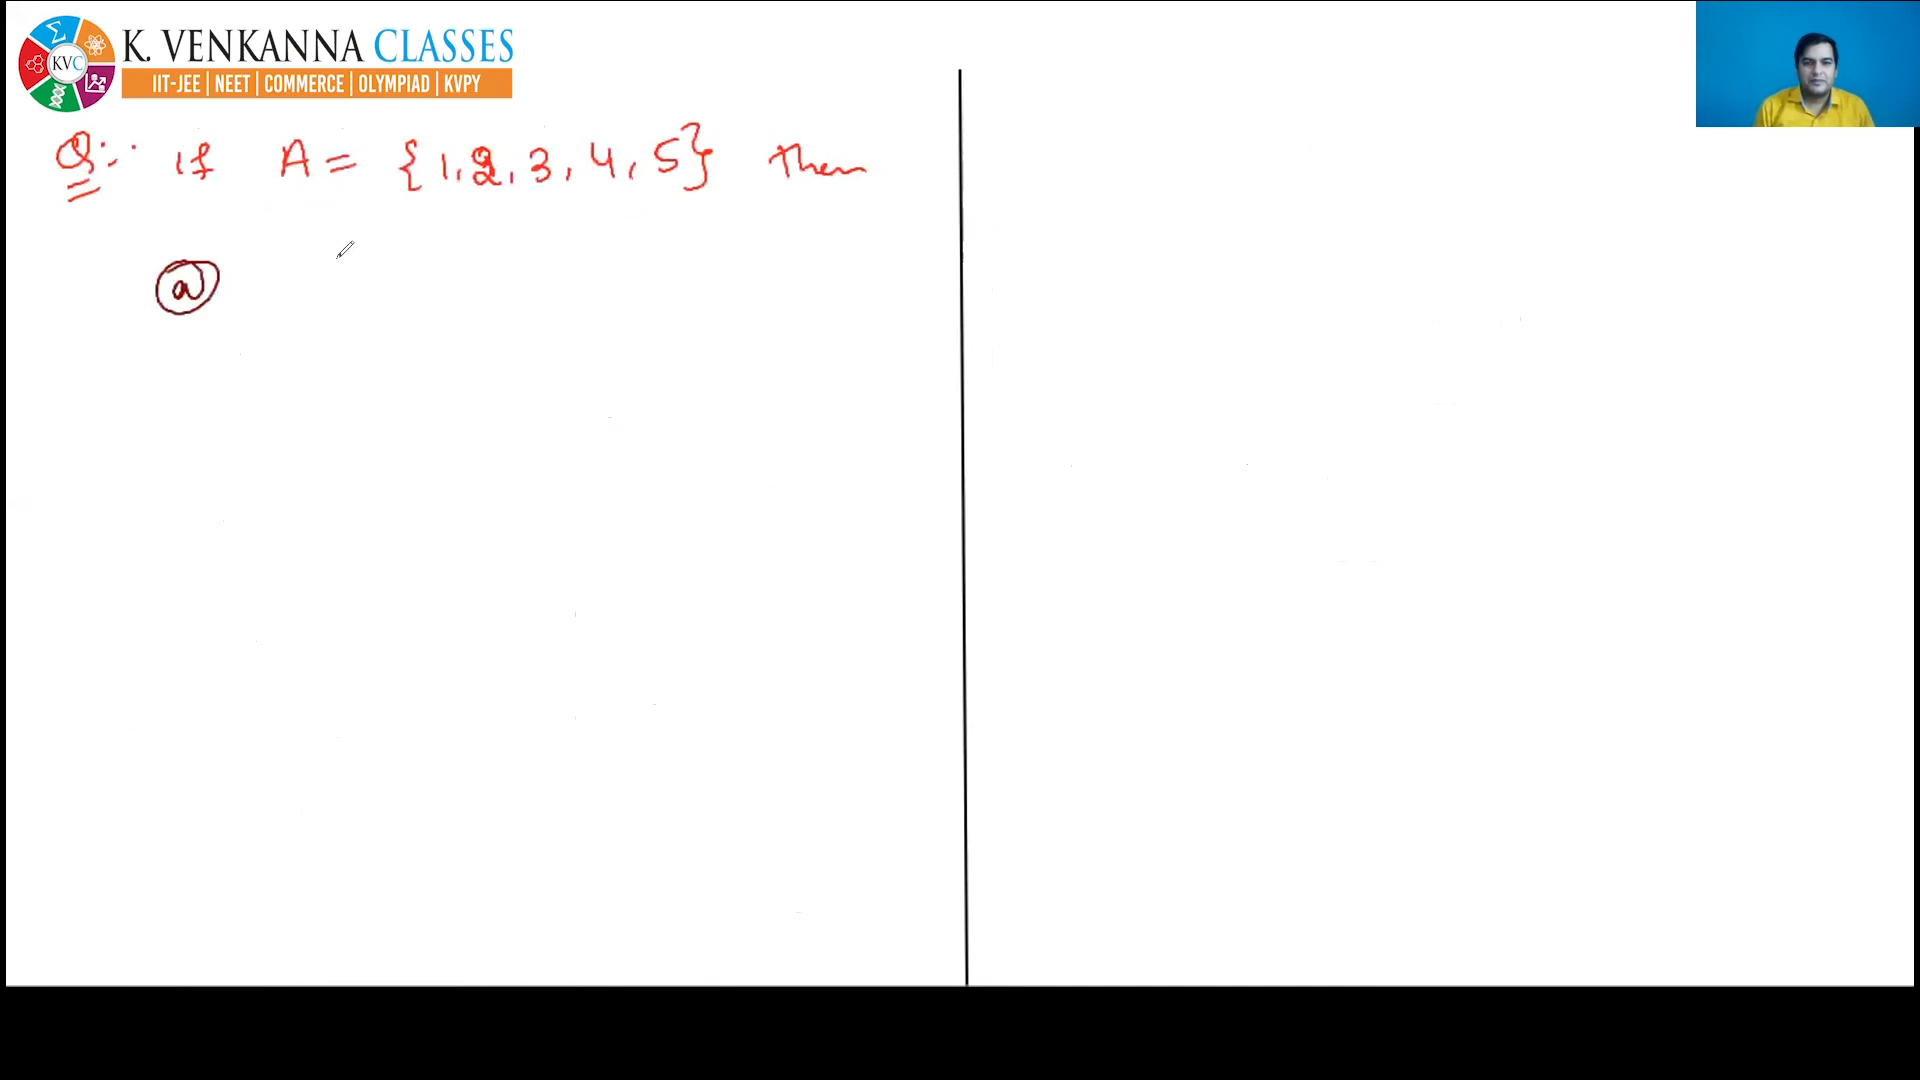 KVC K. VENKANNA CLASSES
IIT-JEE | NEET | COMMERCE | OLYMPIAD | KVPY
Q:- if A = {1, 2, 3, 4, 5} then
(a)